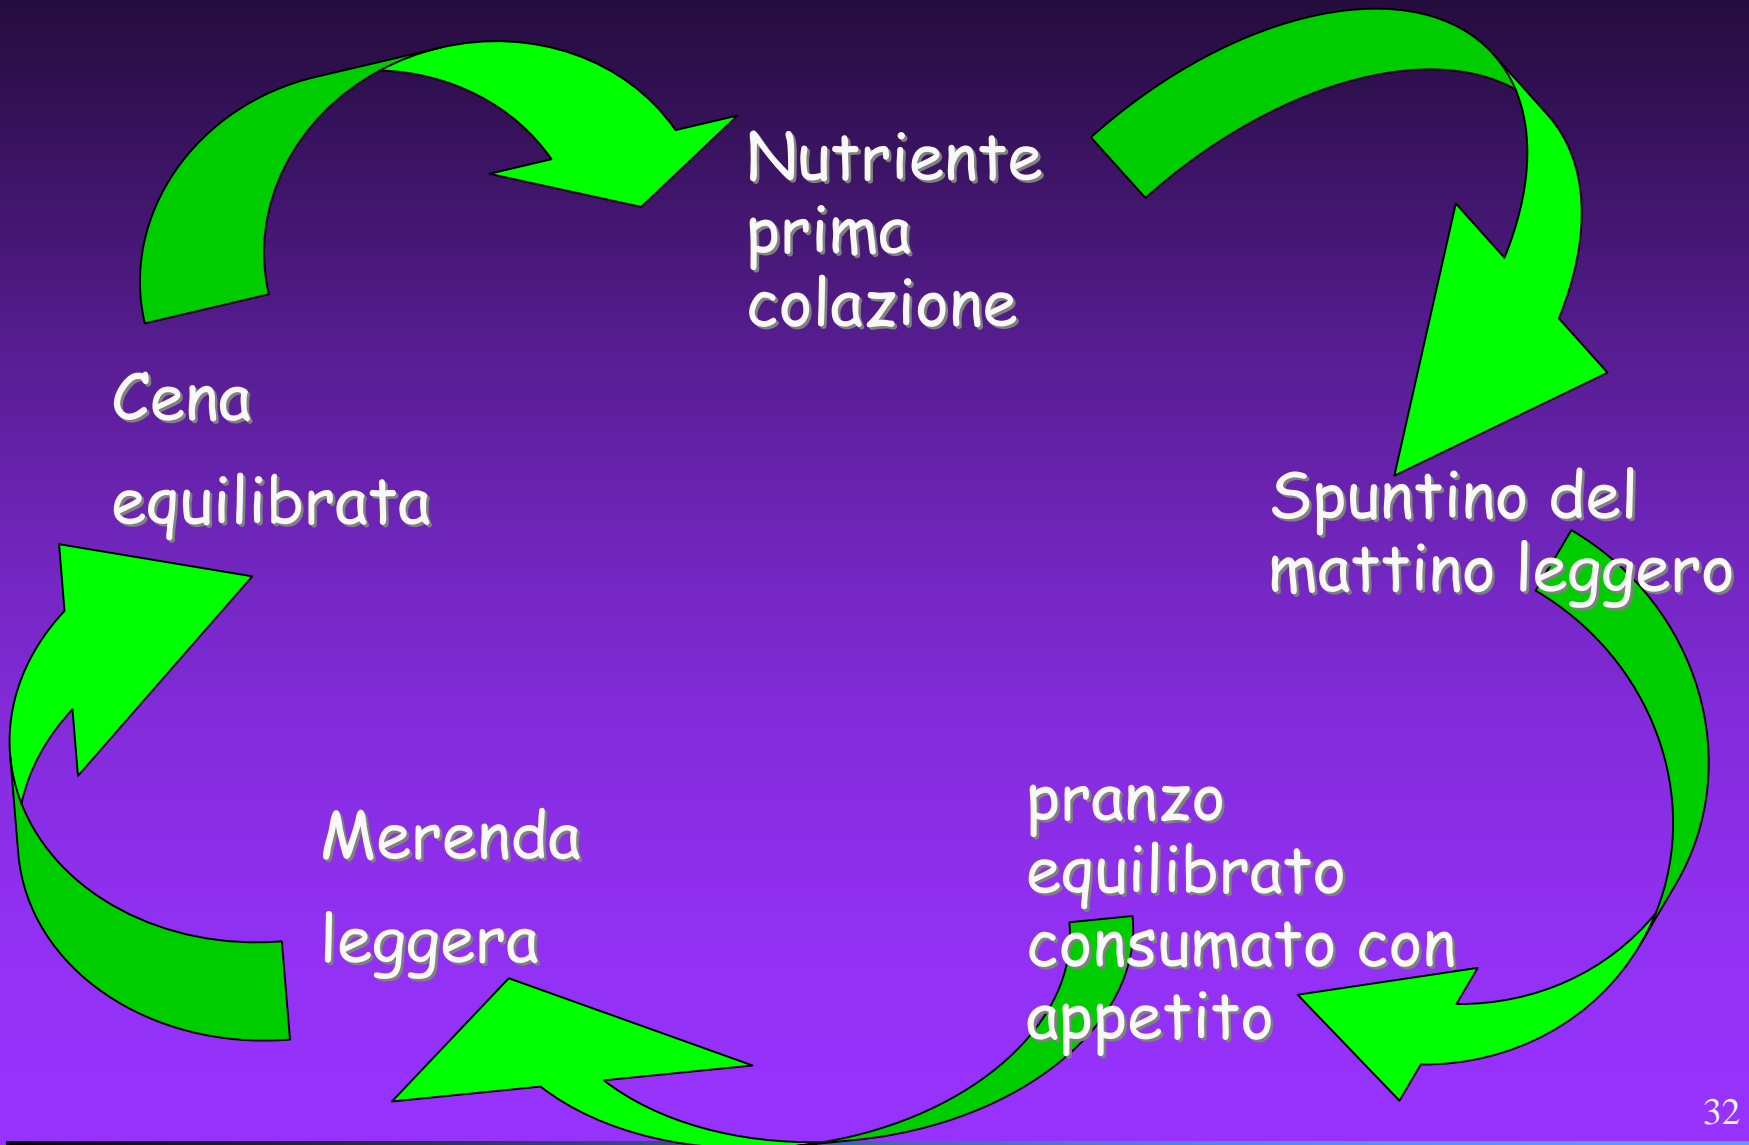 Nutriente
prima
colazione
Cena
equilibrata
Spuntino del
mattino leggero
pranzo
equilibrato
consumato con
appetito
Merenda
leggera
32